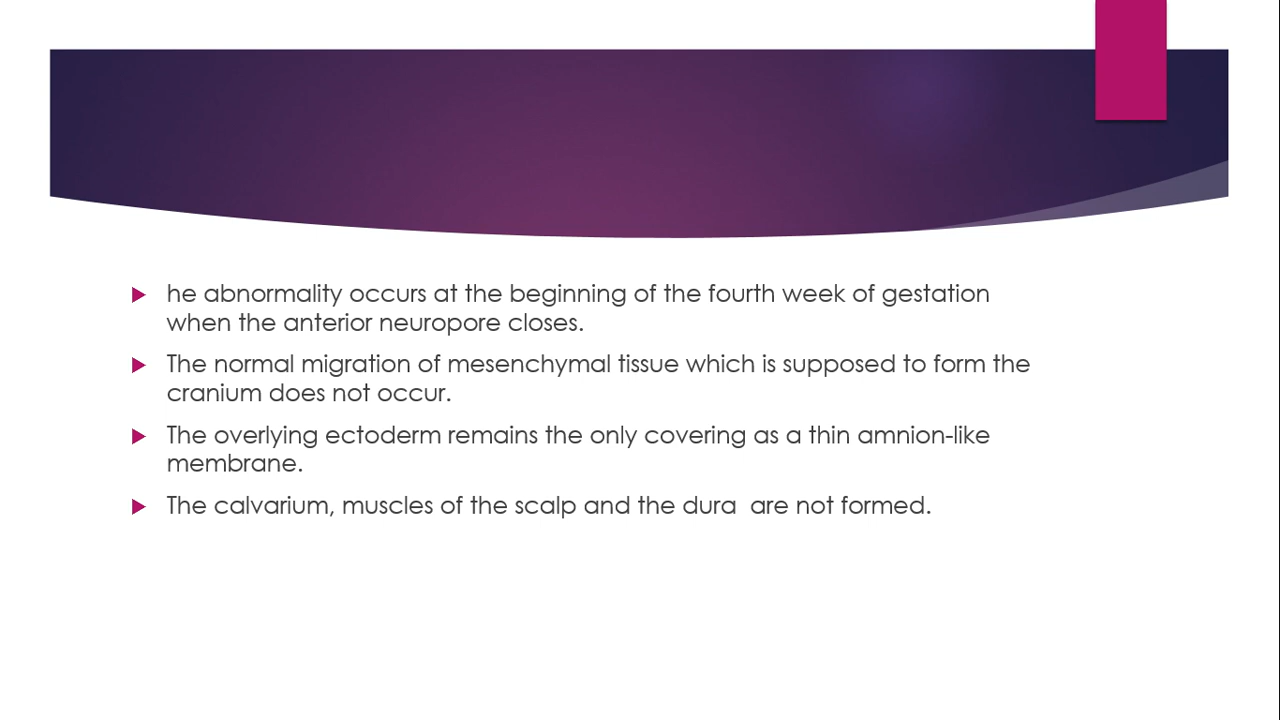 he abnormality occurs at the beginning of the fourth week of gestation
when the anterior neuropore closes.
The normal migration of mesenchymal tissue which is supposed to form the
cranium does not occur.
The overlying ectoderm remains the only covering as a thin amnion-like
membrane.
The calvarium, muscles of the scalp and the dura  are not formed.